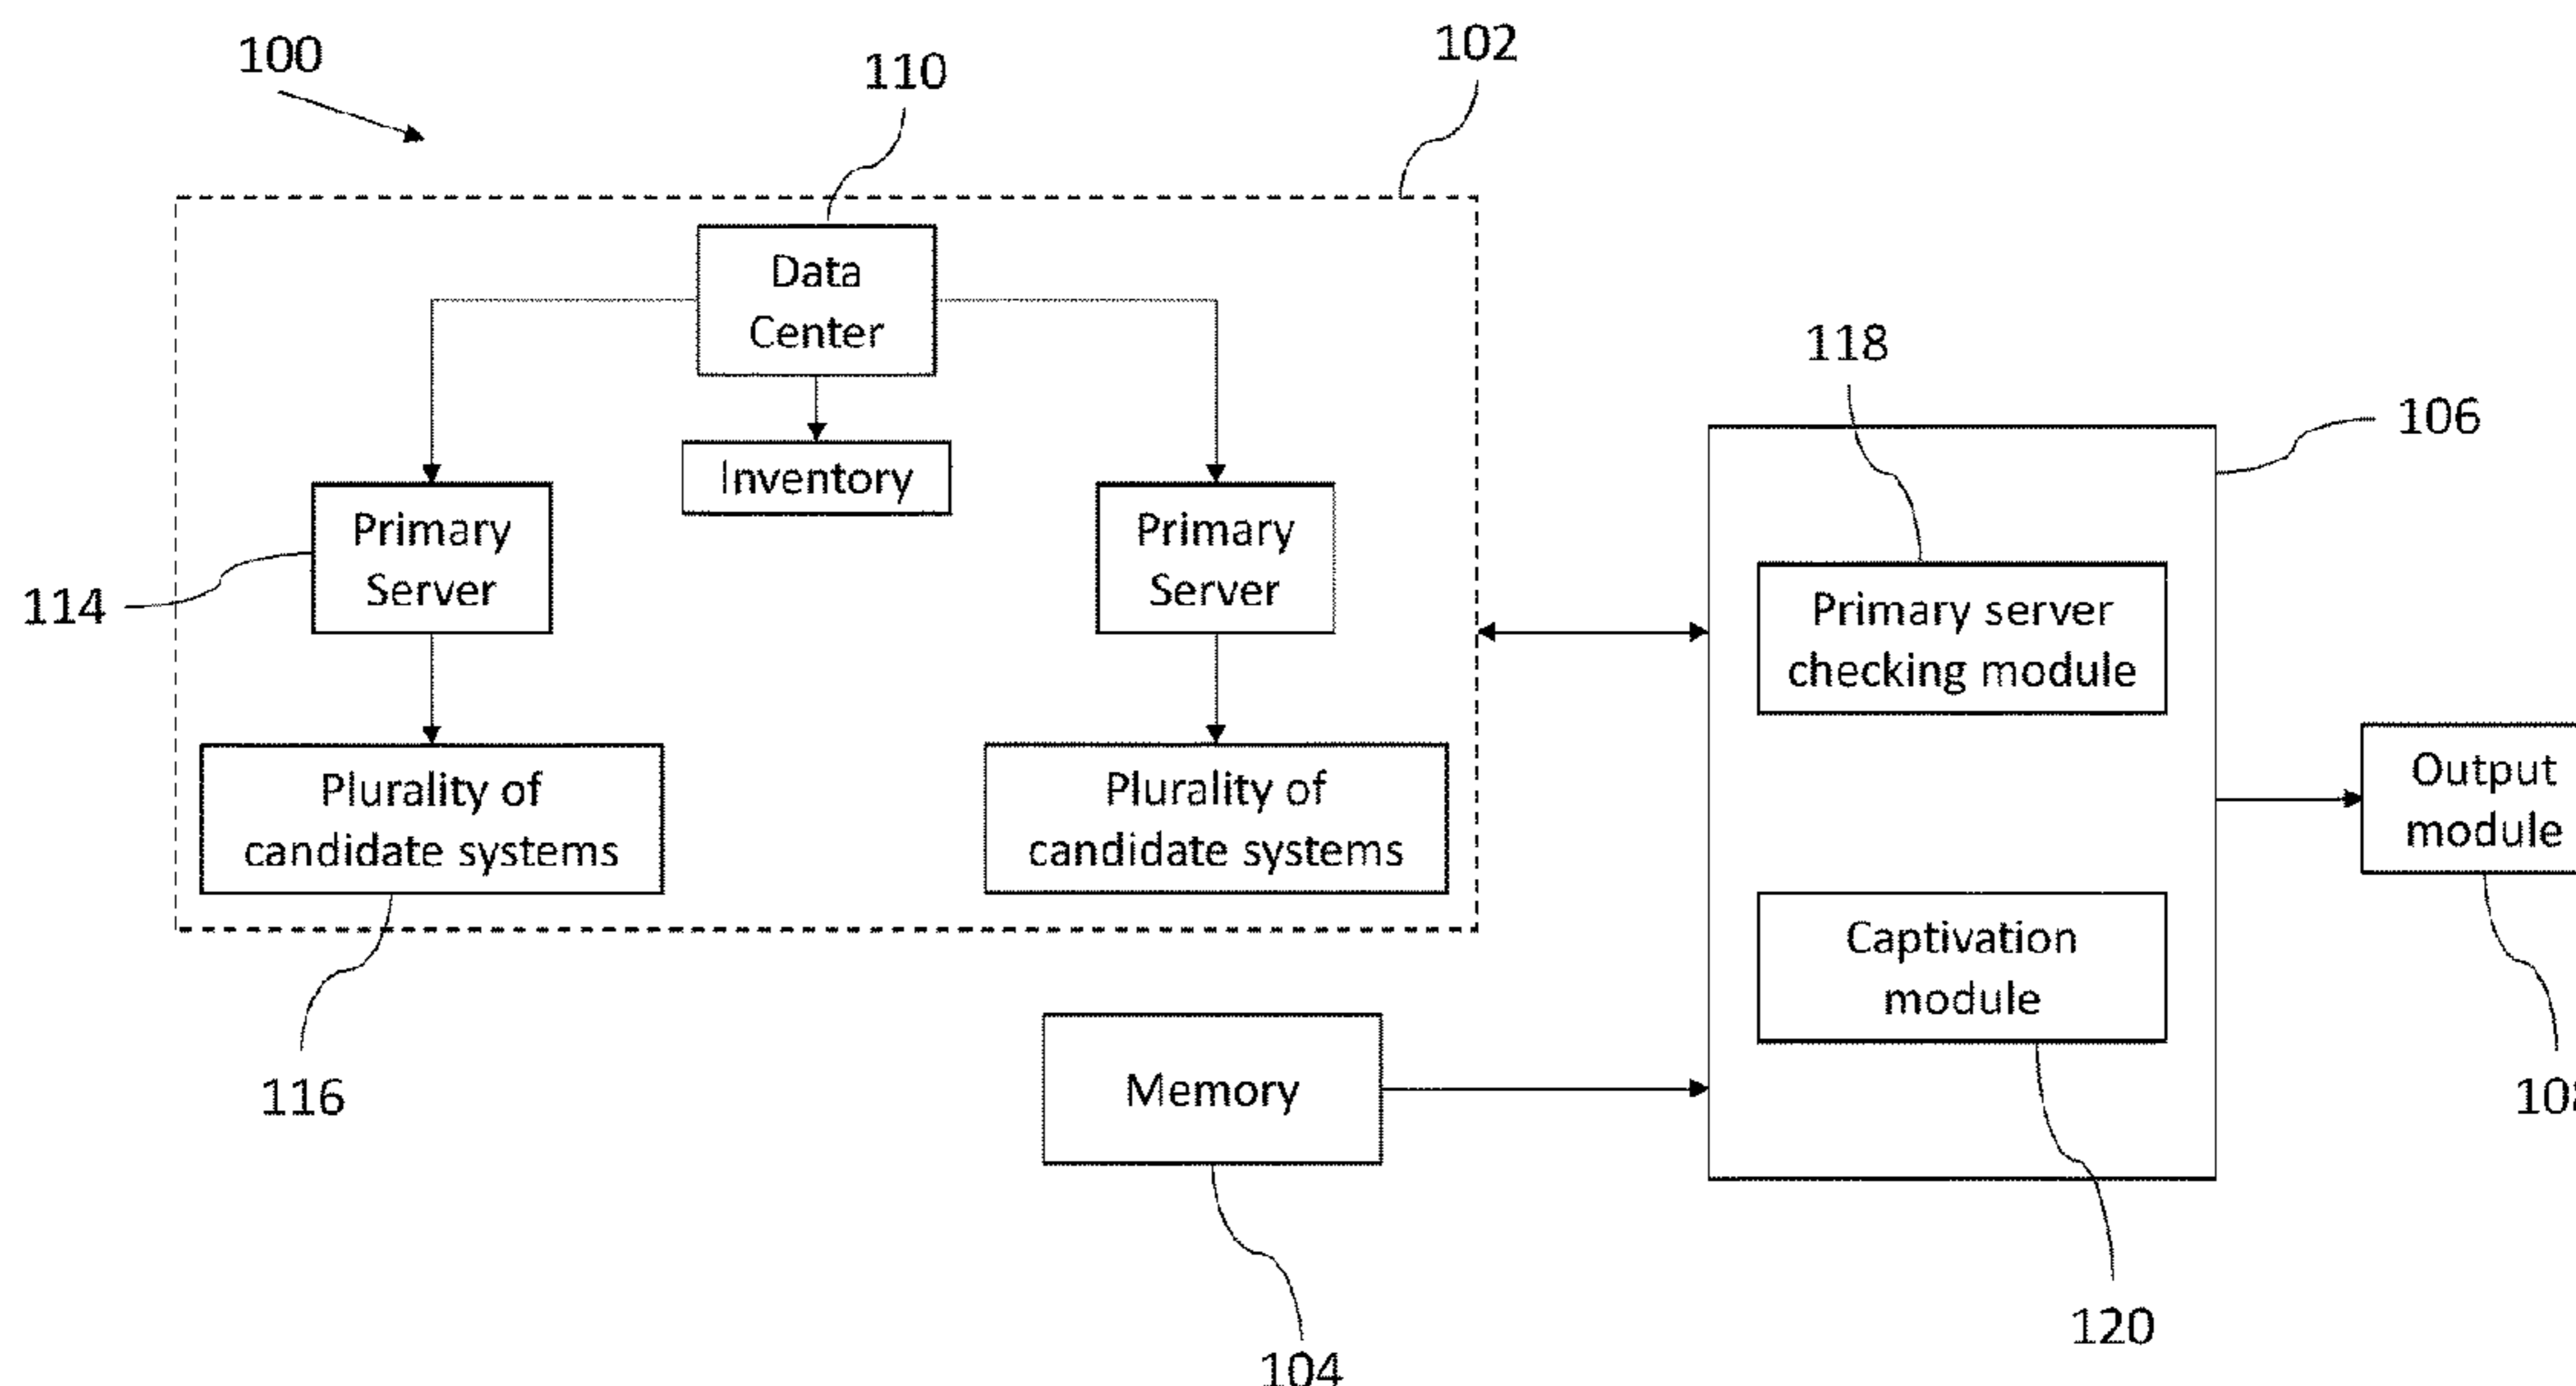 100
102
110
Data
Center
118
106
Inventory
Primary
Server
Primary
Server
114
Primary server
checking module
Plurality of
candidate systems
Plurality of
candidate systems
Output
module
Captivation
module
116
Memory
120
104